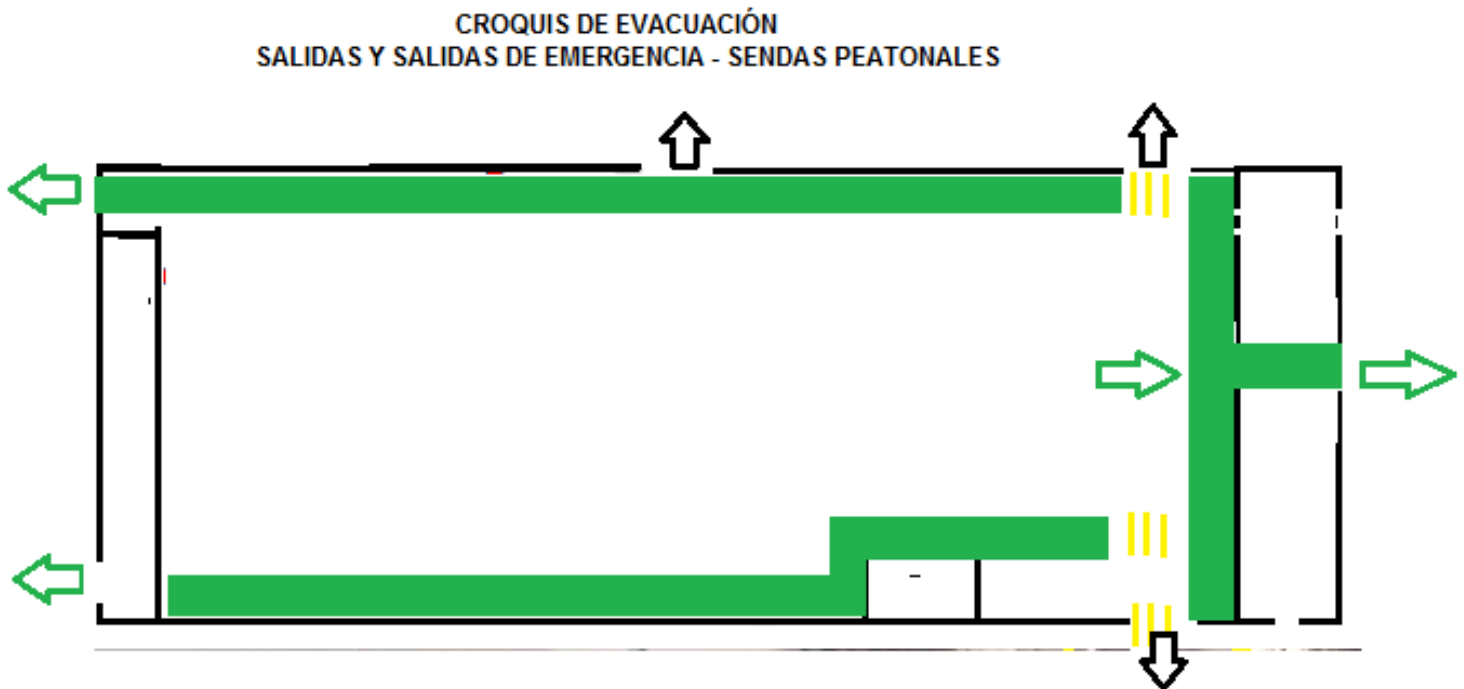 CROQUIS DE EVACUACIÓN
SALIDAS Y SALIDAS DE EMERGENCIA - SENDAS PEATONALES